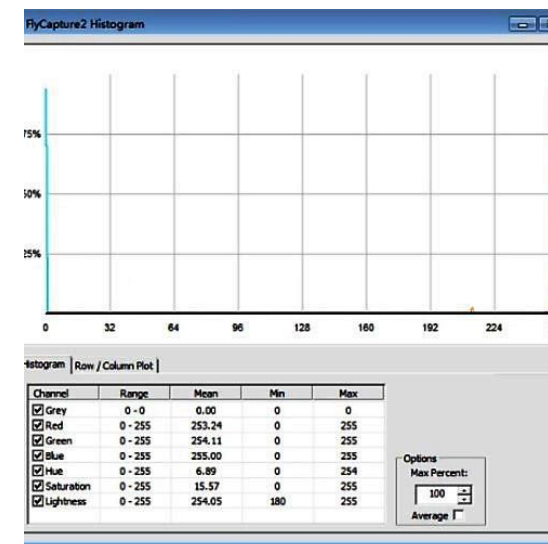 FlyCapture2 Histogram
75%
50%
25%
0 32 64 96 128 160 192 224
Histogram Row / Column Plot
Channel Range Mean Min Max
Grey 0 - 0 0.00 0 0
Red 0 - 255 253.24 0 255
Green 0 - 255 254.11 0 255
Blue 0 - 255 255.00 0 255
Hue 0 - 255 6.89 0 254
Saturation 0 - 255 15.57 0 255
Lightness 0 - 255 254.05 180 255
Options
Max Percent:
100
Average